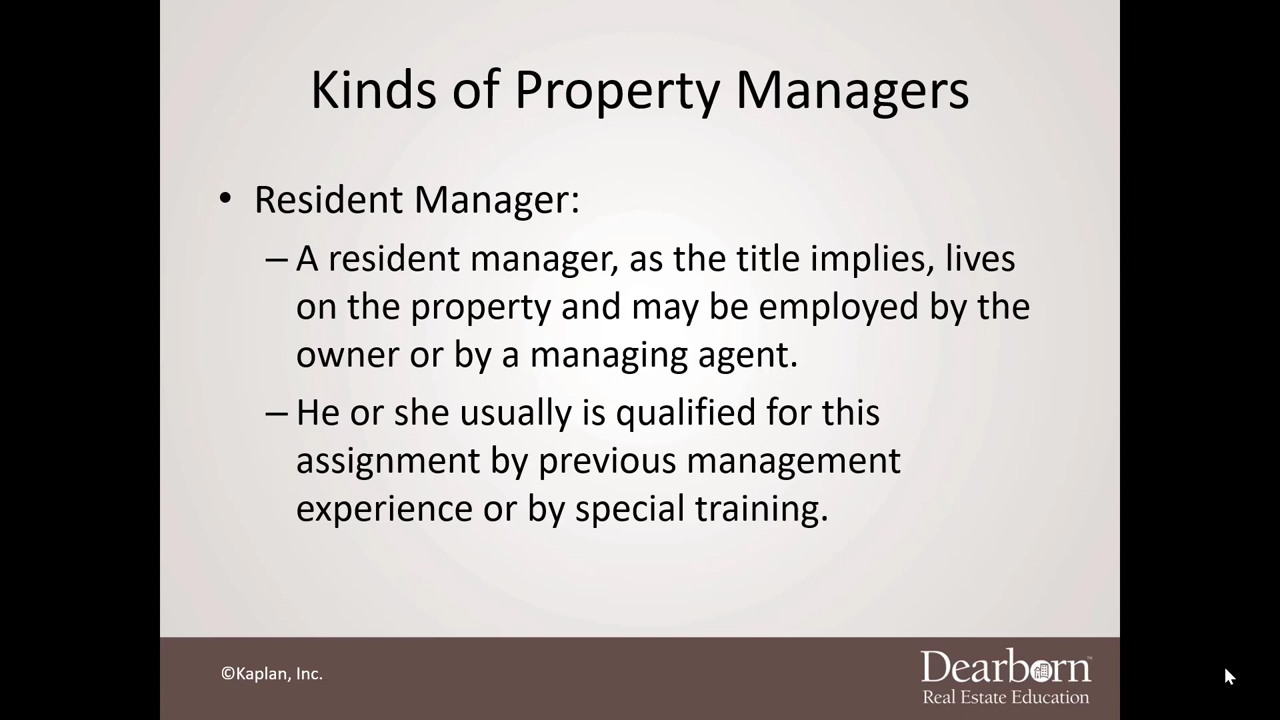 Kinds of Property Managers
• Resident Manager:
– A resident manager, as the title implies, lives
on the property and may be employed by the
owner or by a managing agent.
– He or she usually is qualified for this
assignment by previous management
experience or by special training.
©Kaplan, Inc.
Dearborn™
Real Estate Education